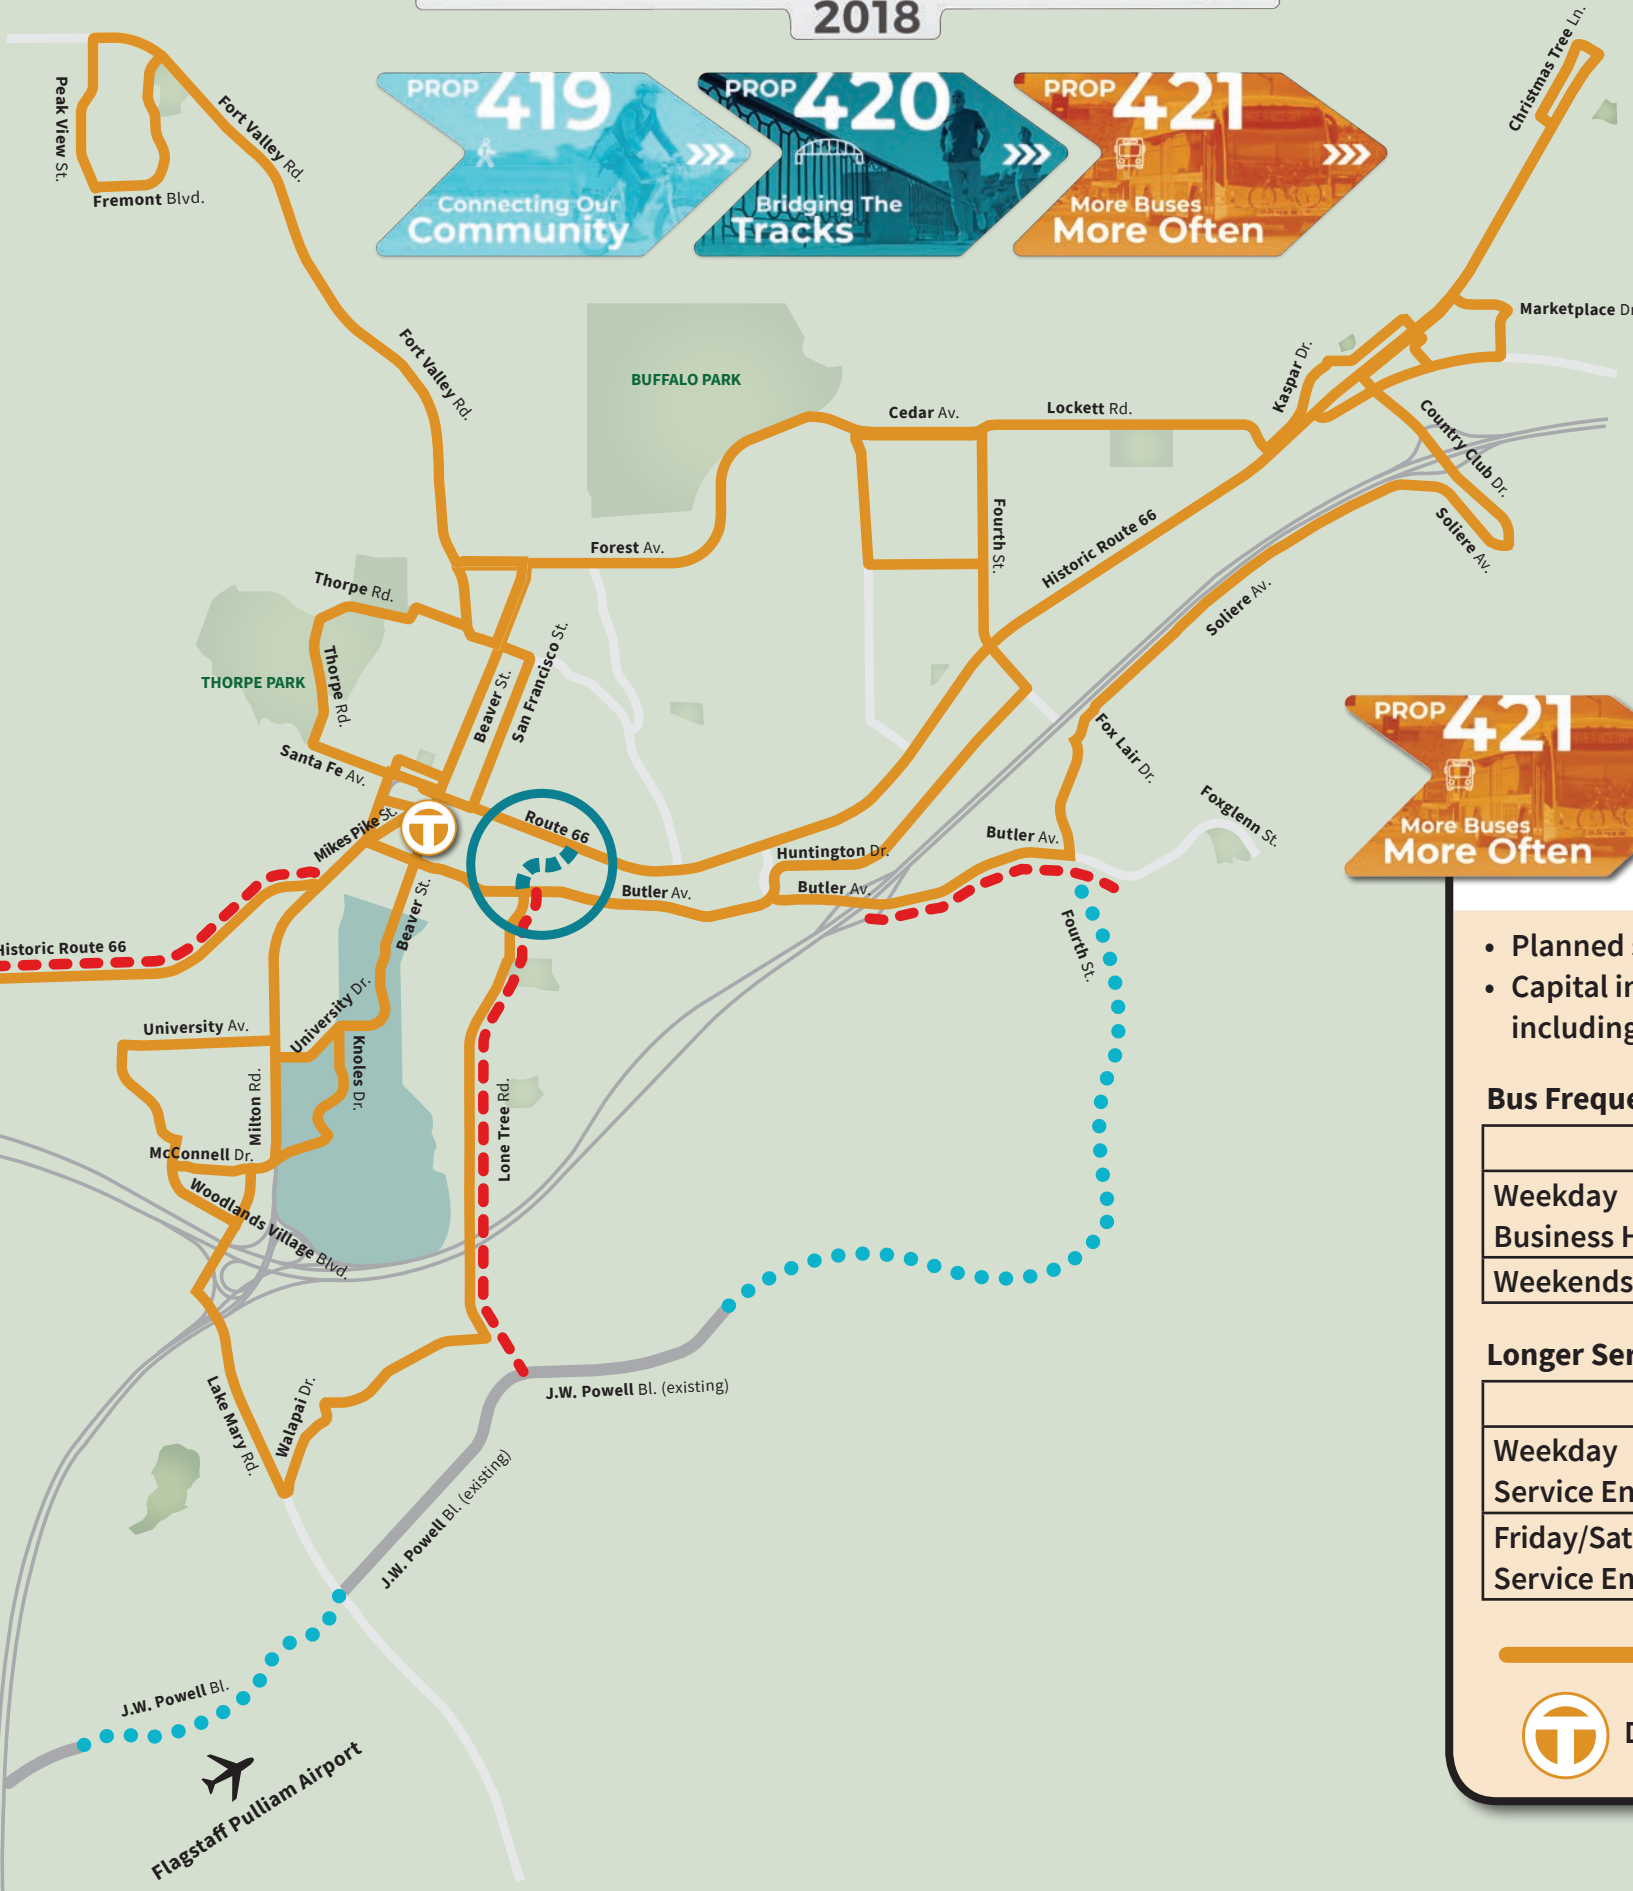 2018
PROP 419
Connecting Our
Community
PROP 420
Bridging The
Tracks
PROP 421
More Buses
More Often
Christmas Tree Ln.
Peak View St.
Fort Valley Rd.
Fremont Blvd.
Marketplace
Fort Valley Rd.
BUFFALO PARK
Kaspar Dr.
Cedar Av.
Lockett Rd.
Country Club Dr.
Fourth St.
Historic Route 66
Soliere Av.
Forest Av.
Thorpe Rd.
Soliere Av.
THORPE PARK
Thorpe Rd.
Beaver St.
San Francisco St.
Fox Lair Dr.
PROP 421
More Buses
More Often
Santa Fe Av.
Mikes Pike St.
Route 66
Foxglenn St.
Butler Av.
Huntington Dr.
Butler Av.
Butler Av.
Beaver St.
Historic Route 66
Fourth St.
• Planned
• Capital
including
University Dr.
University Av.
Knoles Dr.
Milton Rd.
Lone Tree Rd.
Bus
McConnell Dr.
Weekday
Business
Woodlands Village Blvd.
Weekends
Longer
J.W. Powell Bl. (existing)
Lake Mary Rd.
Walapai Dr.
Weekday
Service
J.W. Powell Bl. (existing)
Friday/
Service
J.W. Powell Bl.
Flagstaff Pulliam Airport